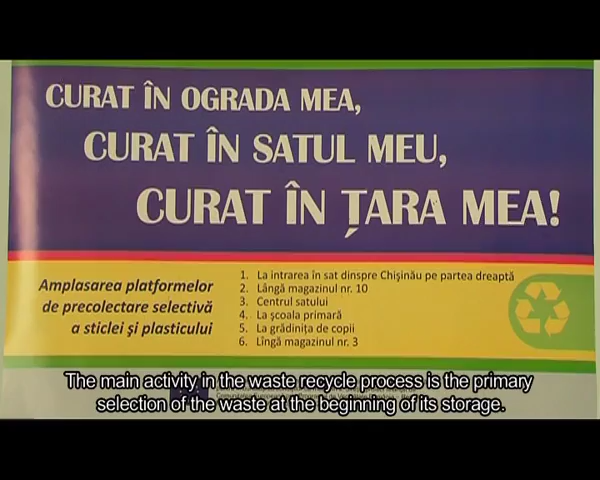 CURAT ÎN OGRADA MEA,
CURAT ÎN SATUL MEU,
CURAT ÎN ȚARA MEA!
Amplasarea platformelor
de precolectare selectivă
a sticlei și plasticului
1. La intrarea în sat dinspre Chișinău pe partea dreaptă
2. Lângă magazinul nr. 10
3. Centrul satului
4. La școala primară
5. La grădinița de copii
6. Lîngă magazinul nr. 3
The main activity in the waste recycle process is the primary
selection of the waste at the beginning of its storage.